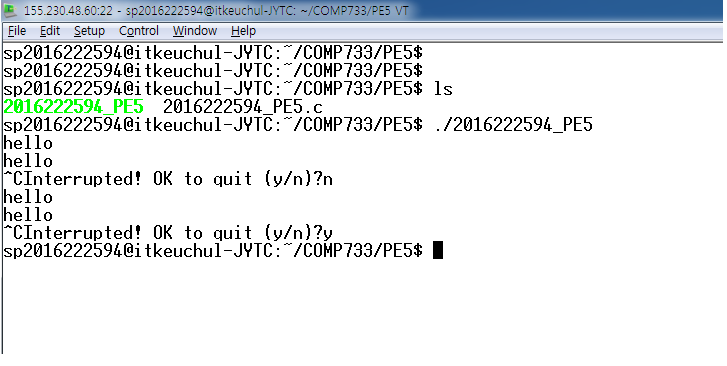 155.230.48.60:22 - sp2016222594@itkeuchul-JYTC: ~/COMP733/PE5 VT
File Edit Setup Control Window Help
sp2016222594@itkeuchul-JYTC:~/COMP733/PE5$
sp2016222594@itkeuchul-JYTC:~/COMP733/PE5$
sp2016222594@itkeuchul-JYTC:~/COMP733/PE5$ ls
2016222594_PE5 2016222594_PE5.c
sp2016222594@itkeuchul-JYTC:~/COMP733/PE5$ ./2016222594_PE5
hello
hello
^CInterrupted! OK to quit (y/n)?n
hello
hello
^CInterrupted! OK to quit (y/n)?y
sp2016222594@itkeuchul-JYTC:~/COMP733/PE5$